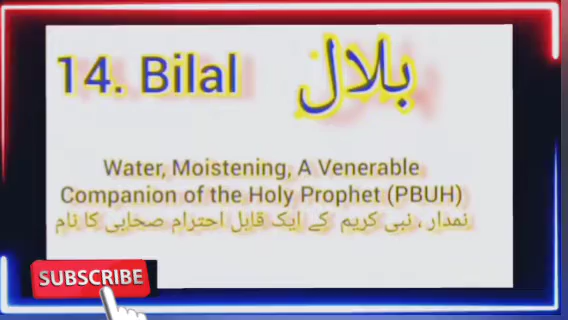 14. Bilal بلال
Water, Moistening, A Venerable
Companion of the Holy Prophet (PBUH)
نمدار ، نبی کریم کے ایک قابل احترام صحابی کا نام
SUBSCRIBE